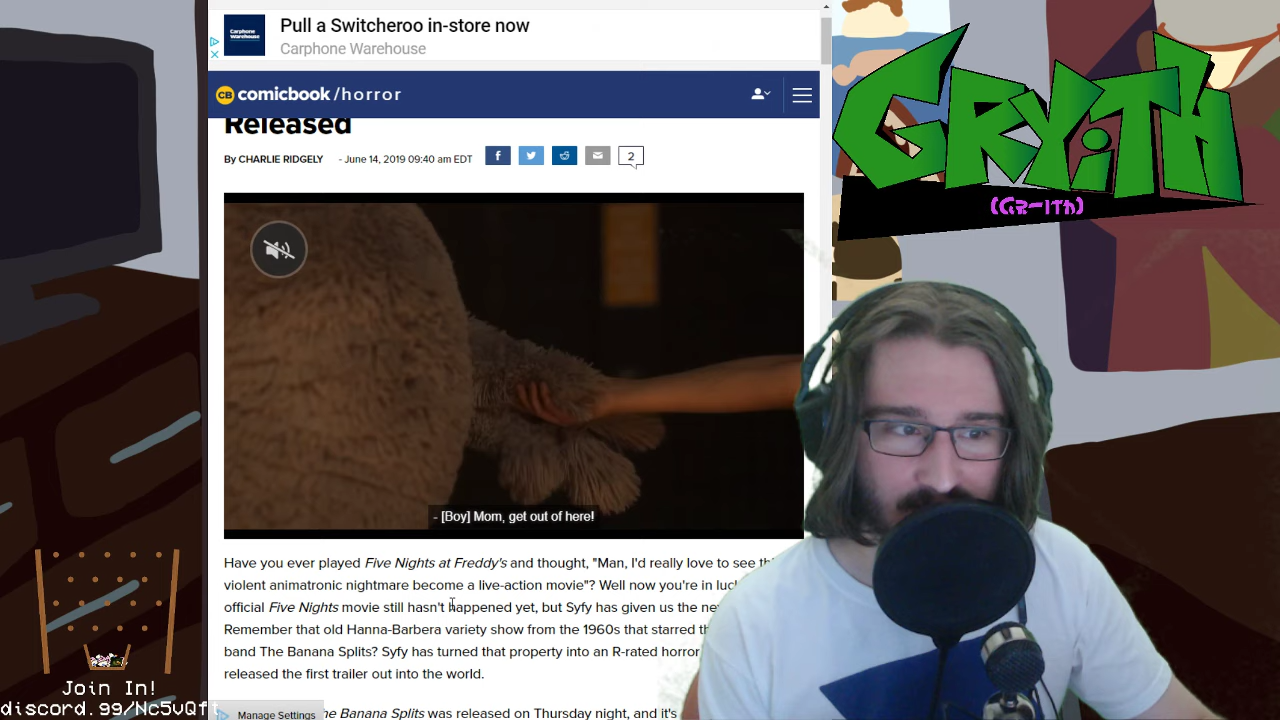 Pull a Switcheroo in-store now
Carphone Warehouse
Carphone Warehouse
CB comicbook /horror
Released
By CHARLIE RIDGELY - June 14, 2019 09:40 am EDT
2
GRYITH
(GR-ITH)
- [Boy] Mom, get out of here!
Have you ever played Five Nights at Freddy's and thought, "Man, I'd really love to see
violent animatronic nightmare become a live-action movie"? Well now you're in
official Five Nights movie still hasn't happened yet, but Syfy has given us the
Remember that old Hanna-Barbera variety show from the 1960s that starred
band The Banana Splits? Syfy has turned that property into an R-rated horror
released the first trailer out into the world.
Banana Splits was released on Thursday night, and it's
Manage Settings
Join In!